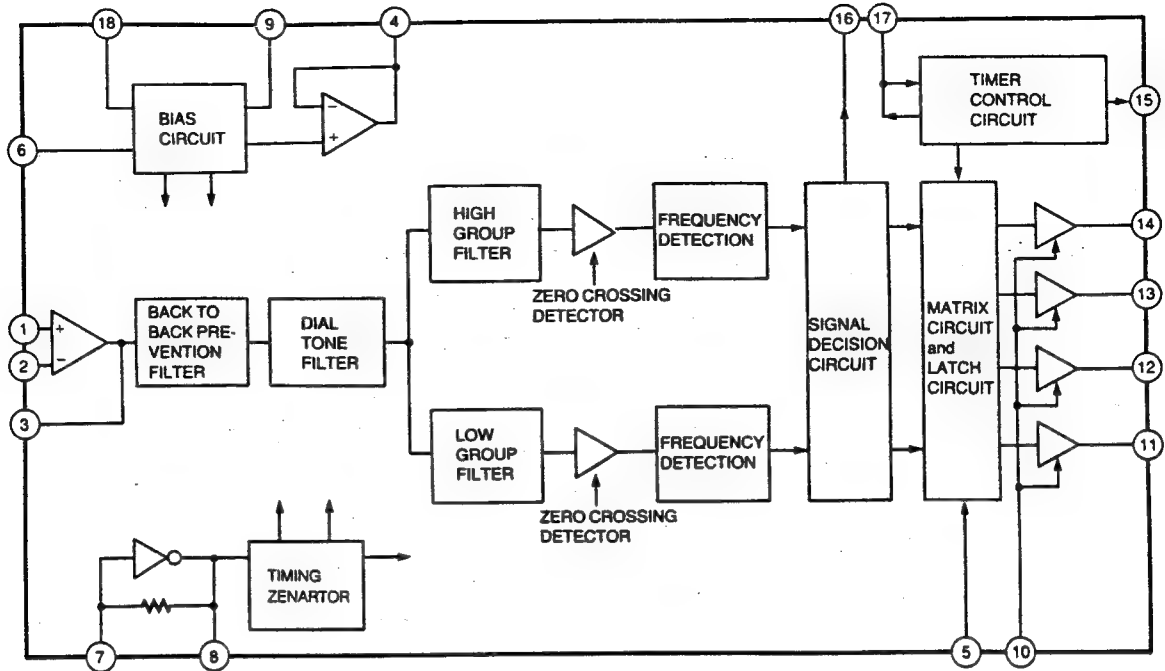 18
9
4
16
17
BIAS
CIRCUIT
−
+
TIMER
CONTROL
CIRCUIT
15
6
HIGH
GROUP
FILTER
FREQUENCY
DETECTION
14
ZERO CROSSING
DETECTOR
13
1
+
−
2
BACK TO
BACK PRE-
VENTION
FILTER
DIAL
TONE
FILTER
SIGNAL
DECISION
CIRCUIT
MATRIX
CIRCUIT
and
LATCH
CIRCUIT
12
3
LOW
GROUP
FILTER
FREQUENCY
DETECTION
11
ZERO CROSSING
DETECTOR
TIMING
ZENARTOR
7
8
5
10